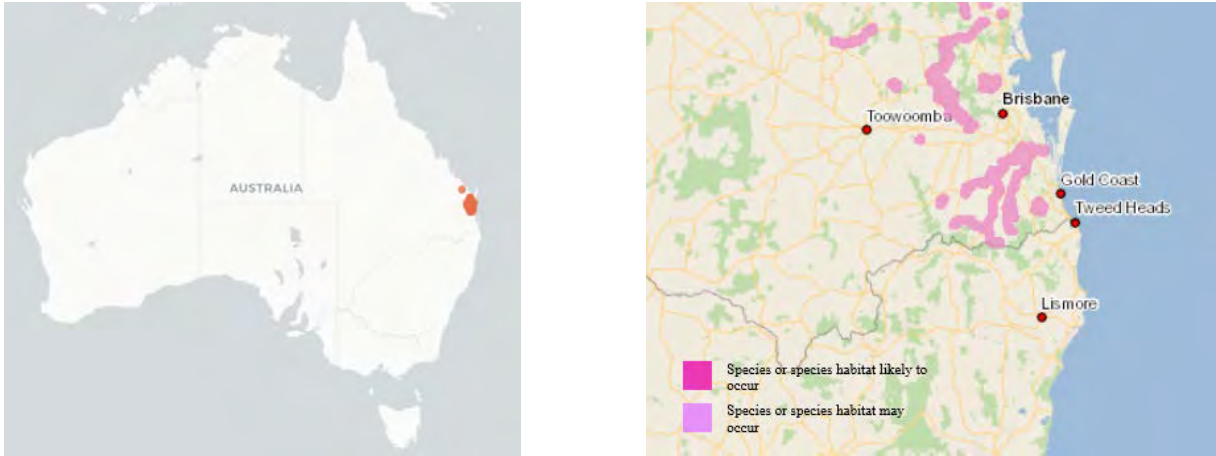 AUSTRALIA
Brisbane
Toowoomba
Gold Coast
Tweed Heads
Lismore
Species or species habitat likely to
occur
Species or species habitat may
occur